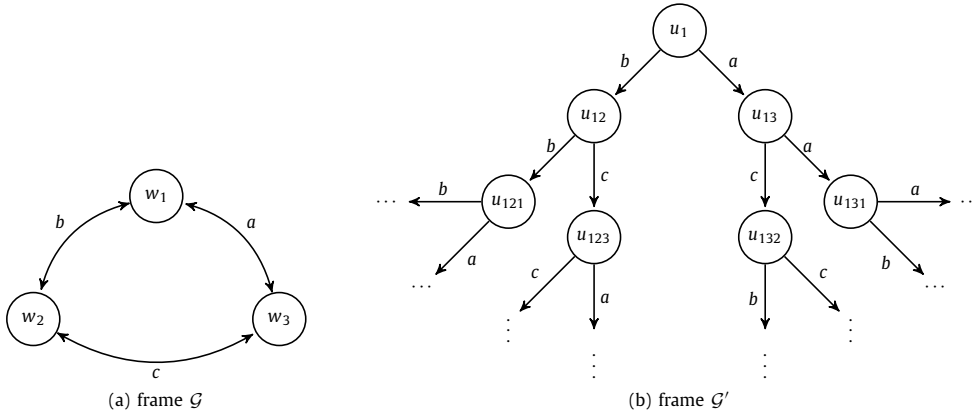 u₁
b a
u₁₂ u₁₃
b c c a
w₁
b a
... b u₁₂₁ u₁₂₃ u₁₃₂ u₁₃₁ a ...
a c a b c b
... ...
w₂ w₃
c
(a) frame 𝒢
(b) frame 𝒢′